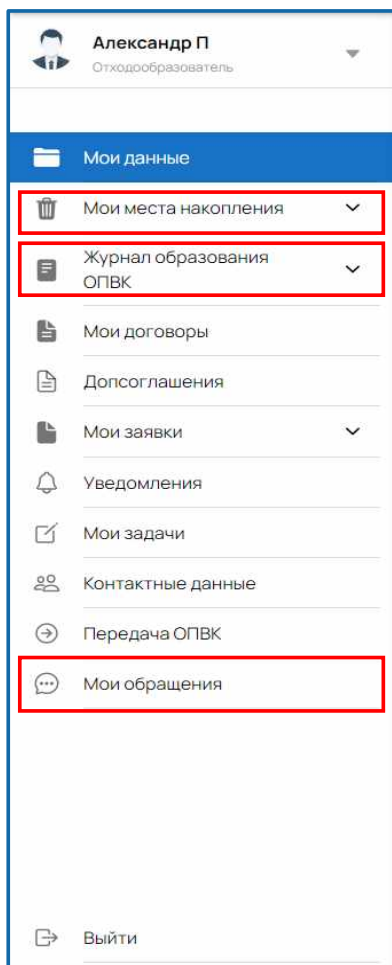 Александр П
Отходообразователь
Мои данные
Мои места накопления
Журнал образования
ОПВК
Мои договоры
Допсоглашения
Мои заявки
Уведомления
Мои задачи
Контактные данные
Передача ОПВК
Мои обращения
Выйти